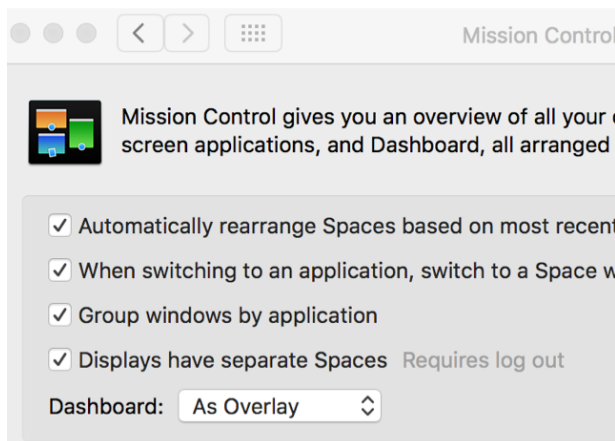 Mission Control
Mission Control gives you an overview of all your
screen applications, and Dashboard, all arranged
Automatically rearrange Spaces based on most recent
When switching to an application, switch to a Space
Group windows by application
Displays have separate Spaces Requires log out
Dashboard: As Overlay